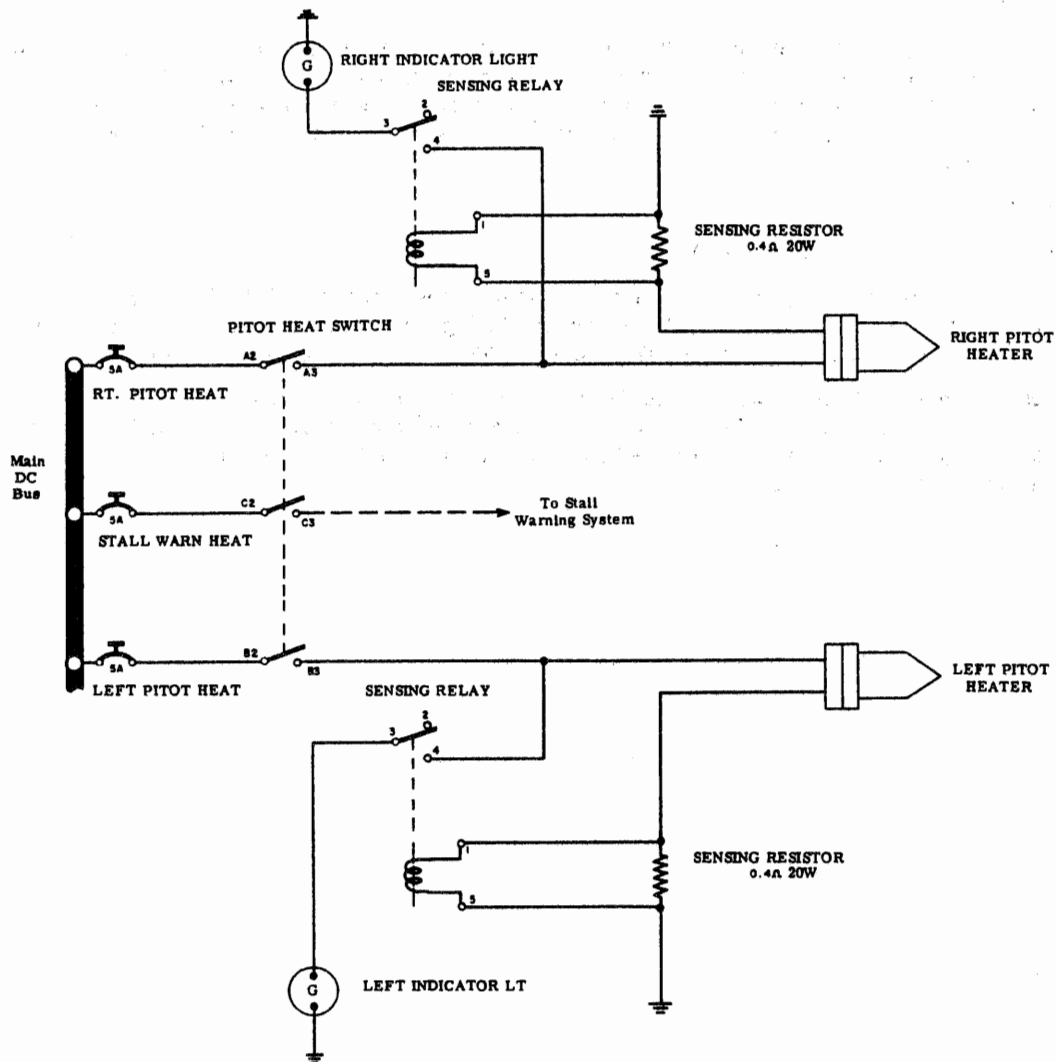 G
RIGHT INDICATOR LIGHT
SENSING RELAY
2
3
4
1
5
SENSING RESISTOR
0.4Ω 20W
PITOT HEAT SWITCH
RIGHT PITOT
HEATER
5A
A2
A3
RT. PITOT HEAT
Main
DC
Bus
5A
C2
C3
To Stall
Warning System
STALL WARN HEAT
5A
B2
B3
LEFT PITOT HEAT
LEFT PITOT
HEATER
SENSING RELAY
2
3
4
1
5
SENSING RESISTOR
0.4Ω 20W
G
LEFT INDICATOR LT